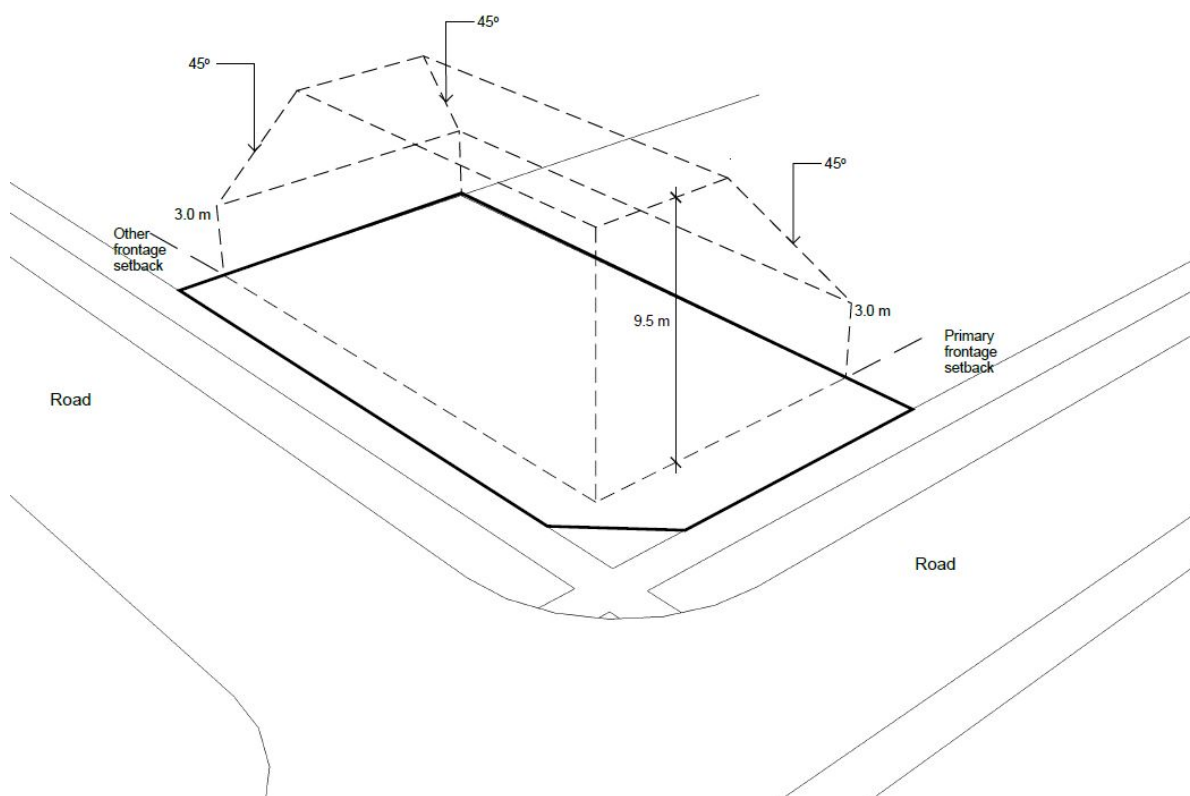 45º
45º
45º
3.0 m
Other
frontage
setback
3.0 m
9.5 m
Primary
frontage
setback
Road
Road